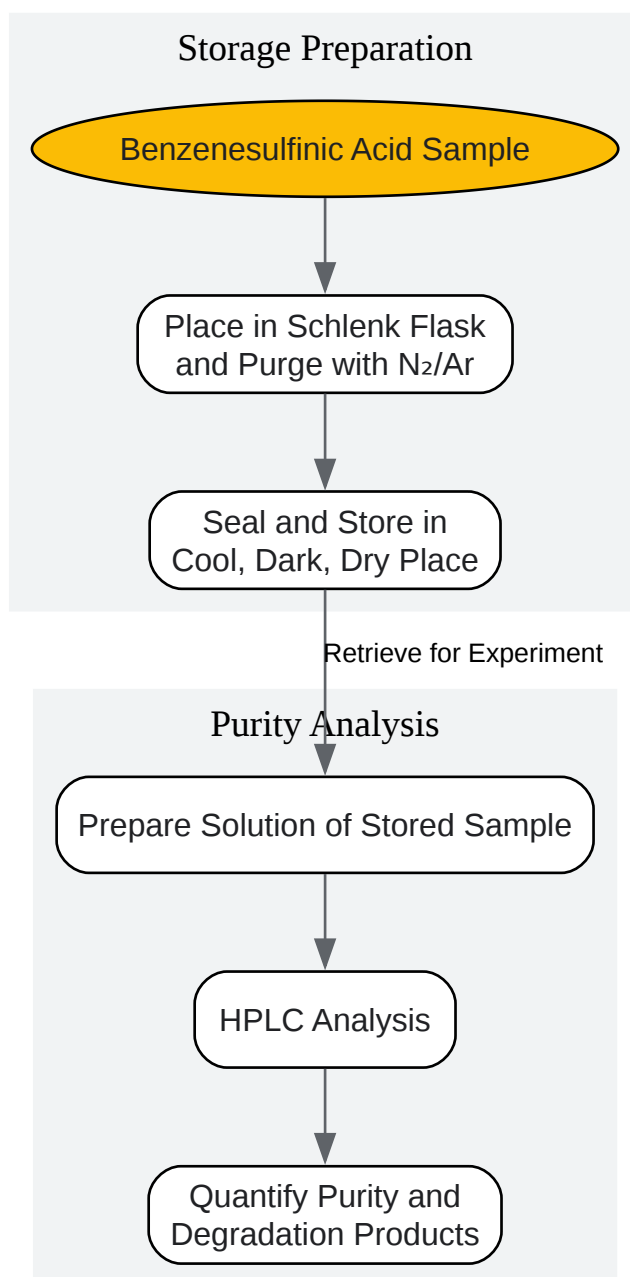 Storage Preparation
Benzenesulfinic Acid Sample
Place in Schlenk Flask
and Purge with N₂/Ar
Seal and Store in
Cool, Dark, Dry Place
Retrieve for Experiment
Purity Analysis
Prepare Solution of Stored Sample
HPLC Analysis
Quantify Purity and
Degradation Products